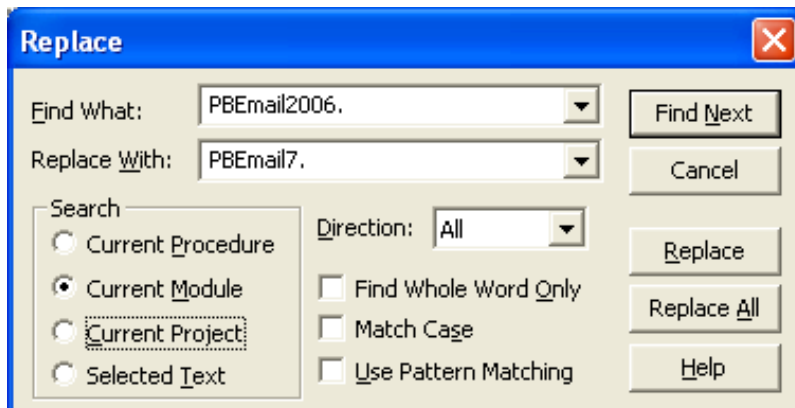 Replace
Find What: PBEmail2006. Find Next
Replace With: PBEmail7. Cancel
Search
Direction: All
Current Procedure Replace
Current Module Find Whole Word Only
Replace All
Current Project Match Case
Selected Text Use Pattern Matching Help